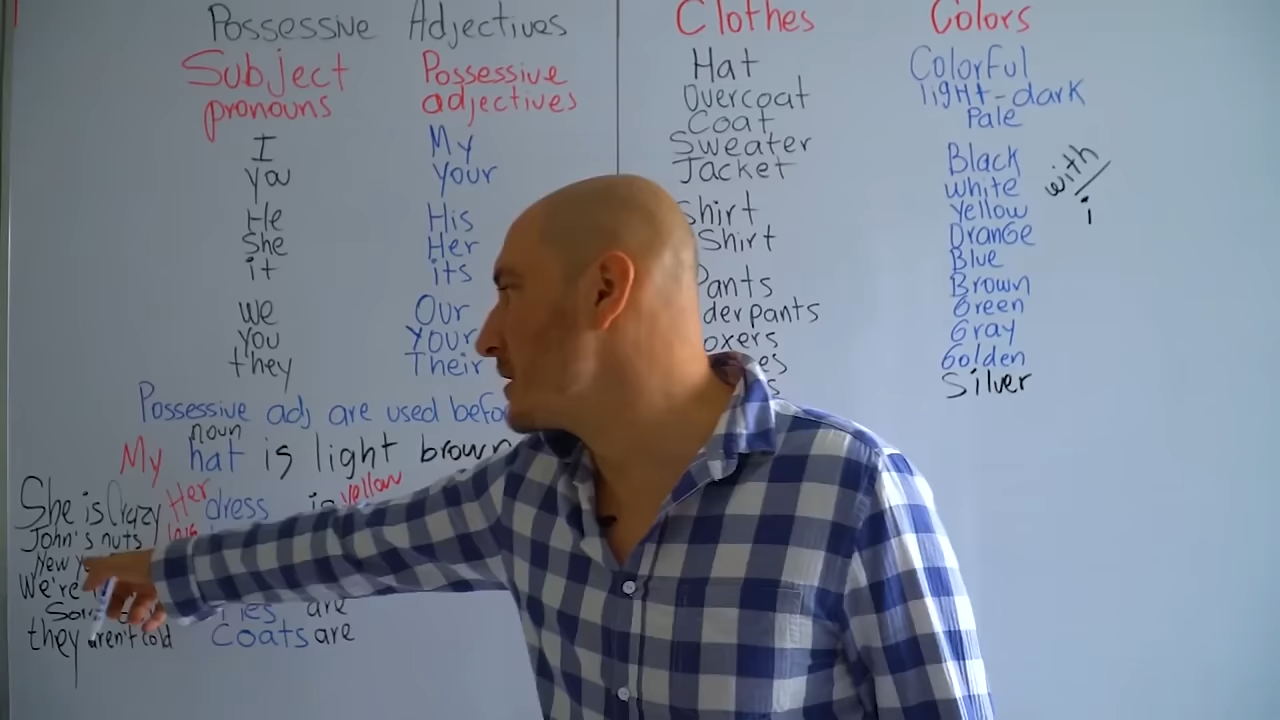 Possessive Adjectives
Subject pronouns
Possessive adjectives
I My
you Your
He His
She Her
it its
we Our
you Your
they Their
Possessive adj are used befo
noun
My hat is light brown
She is Crazy Her dress is yellow
John's nuts his
New
We're
Ties are
they aren't cold Coats are
Clothes
Hat
Overcoat
Coat
Sweater
Jacket
Shirt
Shirt
Pants
derpants
oxers
es
s
Colors
ColorFul
lighT-dark
Pale
Black
white
Yellow
OranGe
Blue
Brown
Green
Gray
Golden
Silver
with
i